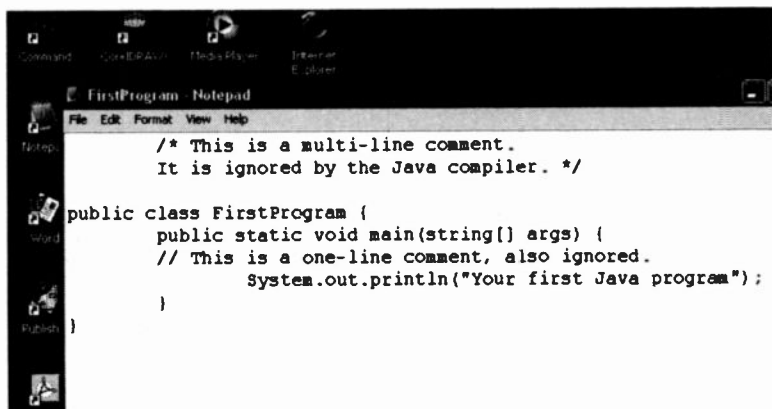 Command CorelDRAW Media Player Internet Explorer
FirstProgram - Notepad
File Edit Format View Help
Notep
/* This is a multi-line comment.
It is ignored by the Java compiler. */
Word
public class FirstProgram {
public static void main(string[] args) {
// This is a one-line comment, also ignored.
System.out.println("Your first Java program");
}
}
Publish